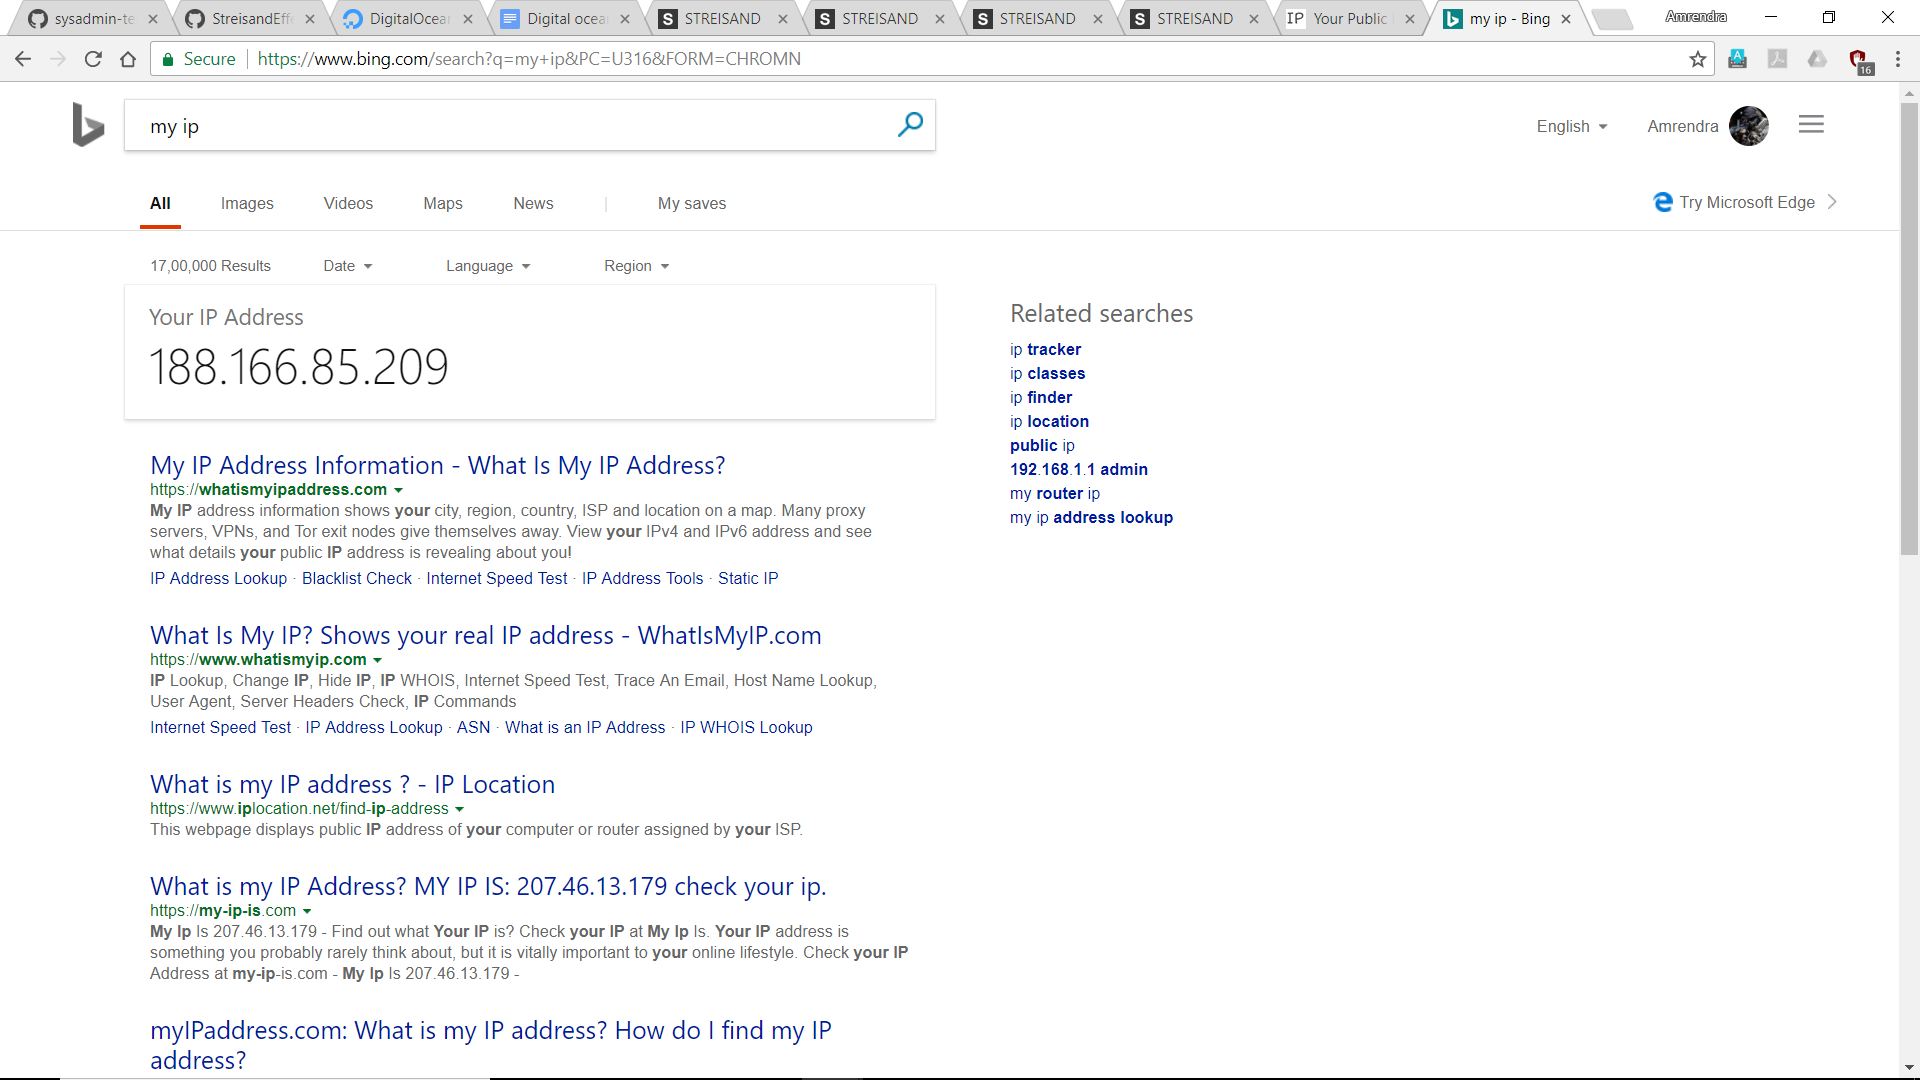 sysadmin-te
StreisandEffe
DigitalOcean
Digital ocea
STREISAND
STREISAND
STREISAND
STREISAND
IP Your Public
my ip - Bing
Amrendra
Secure
https://www.bing.com/search?q=my+ip&PC=U316&FORM=CHROMN
16
my ip
English
Amrendra
All
Images
Videos
Maps
News
My saves
Try Microsoft Edge
17,00,000 Results
Date
Language
Region
Your IP Address
188.166.85.209
My IP Address Information - What Is My IP Address?
https://whatismyipaddress.com
My IP address information shows your city, region, country, ISP and location on a map. Many proxy
servers, VPNs, and Tor exit nodes give themselves away. View your IPv4 and IPv6 address and see
what details your public IP address is revealing about you!
IP Address Lookup · Blacklist Check · Internet Speed Test · IP Address Tools · Static IP
What Is My IP? Shows your real IP address - WhatIsMyIP.com
https://www.whatismyip.com
IP Lookup, Change IP, Hide IP, IP WHOIS, Internet Speed Test, Trace An Email, Host Name Lookup,
User Agent, Server Headers Check, IP Commands
Internet Speed Test · IP Address Lookup · ASN · What is an IP Address · IP WHOIS Lookup
What is my IP address ? - IP Location
https://www.iplocation.net/find-ip-address
This webpage displays public IP address of your computer or router assigned by your ISP.
What is my IP Address? MY IP IS: 207.46.13.179 check your ip.
https://my-ip-is.com
My Ip Is 207.46.13.179 - Find out what Your IP is? Check your IP at My Ip Is. Your IP address is
something you probably rarely think about, but it is vitally important to your online lifestyle. Check your IP
Address at my-ip-is.com - My Ip Is 207.46.13.179 -
myIPaddress.com: What is my IP address? How do I find my IP
address?
Related searches
ip tracker
ip classes
ip finder
ip location
public ip
192.168.1.1 admin
my router ip
my ip address lookup